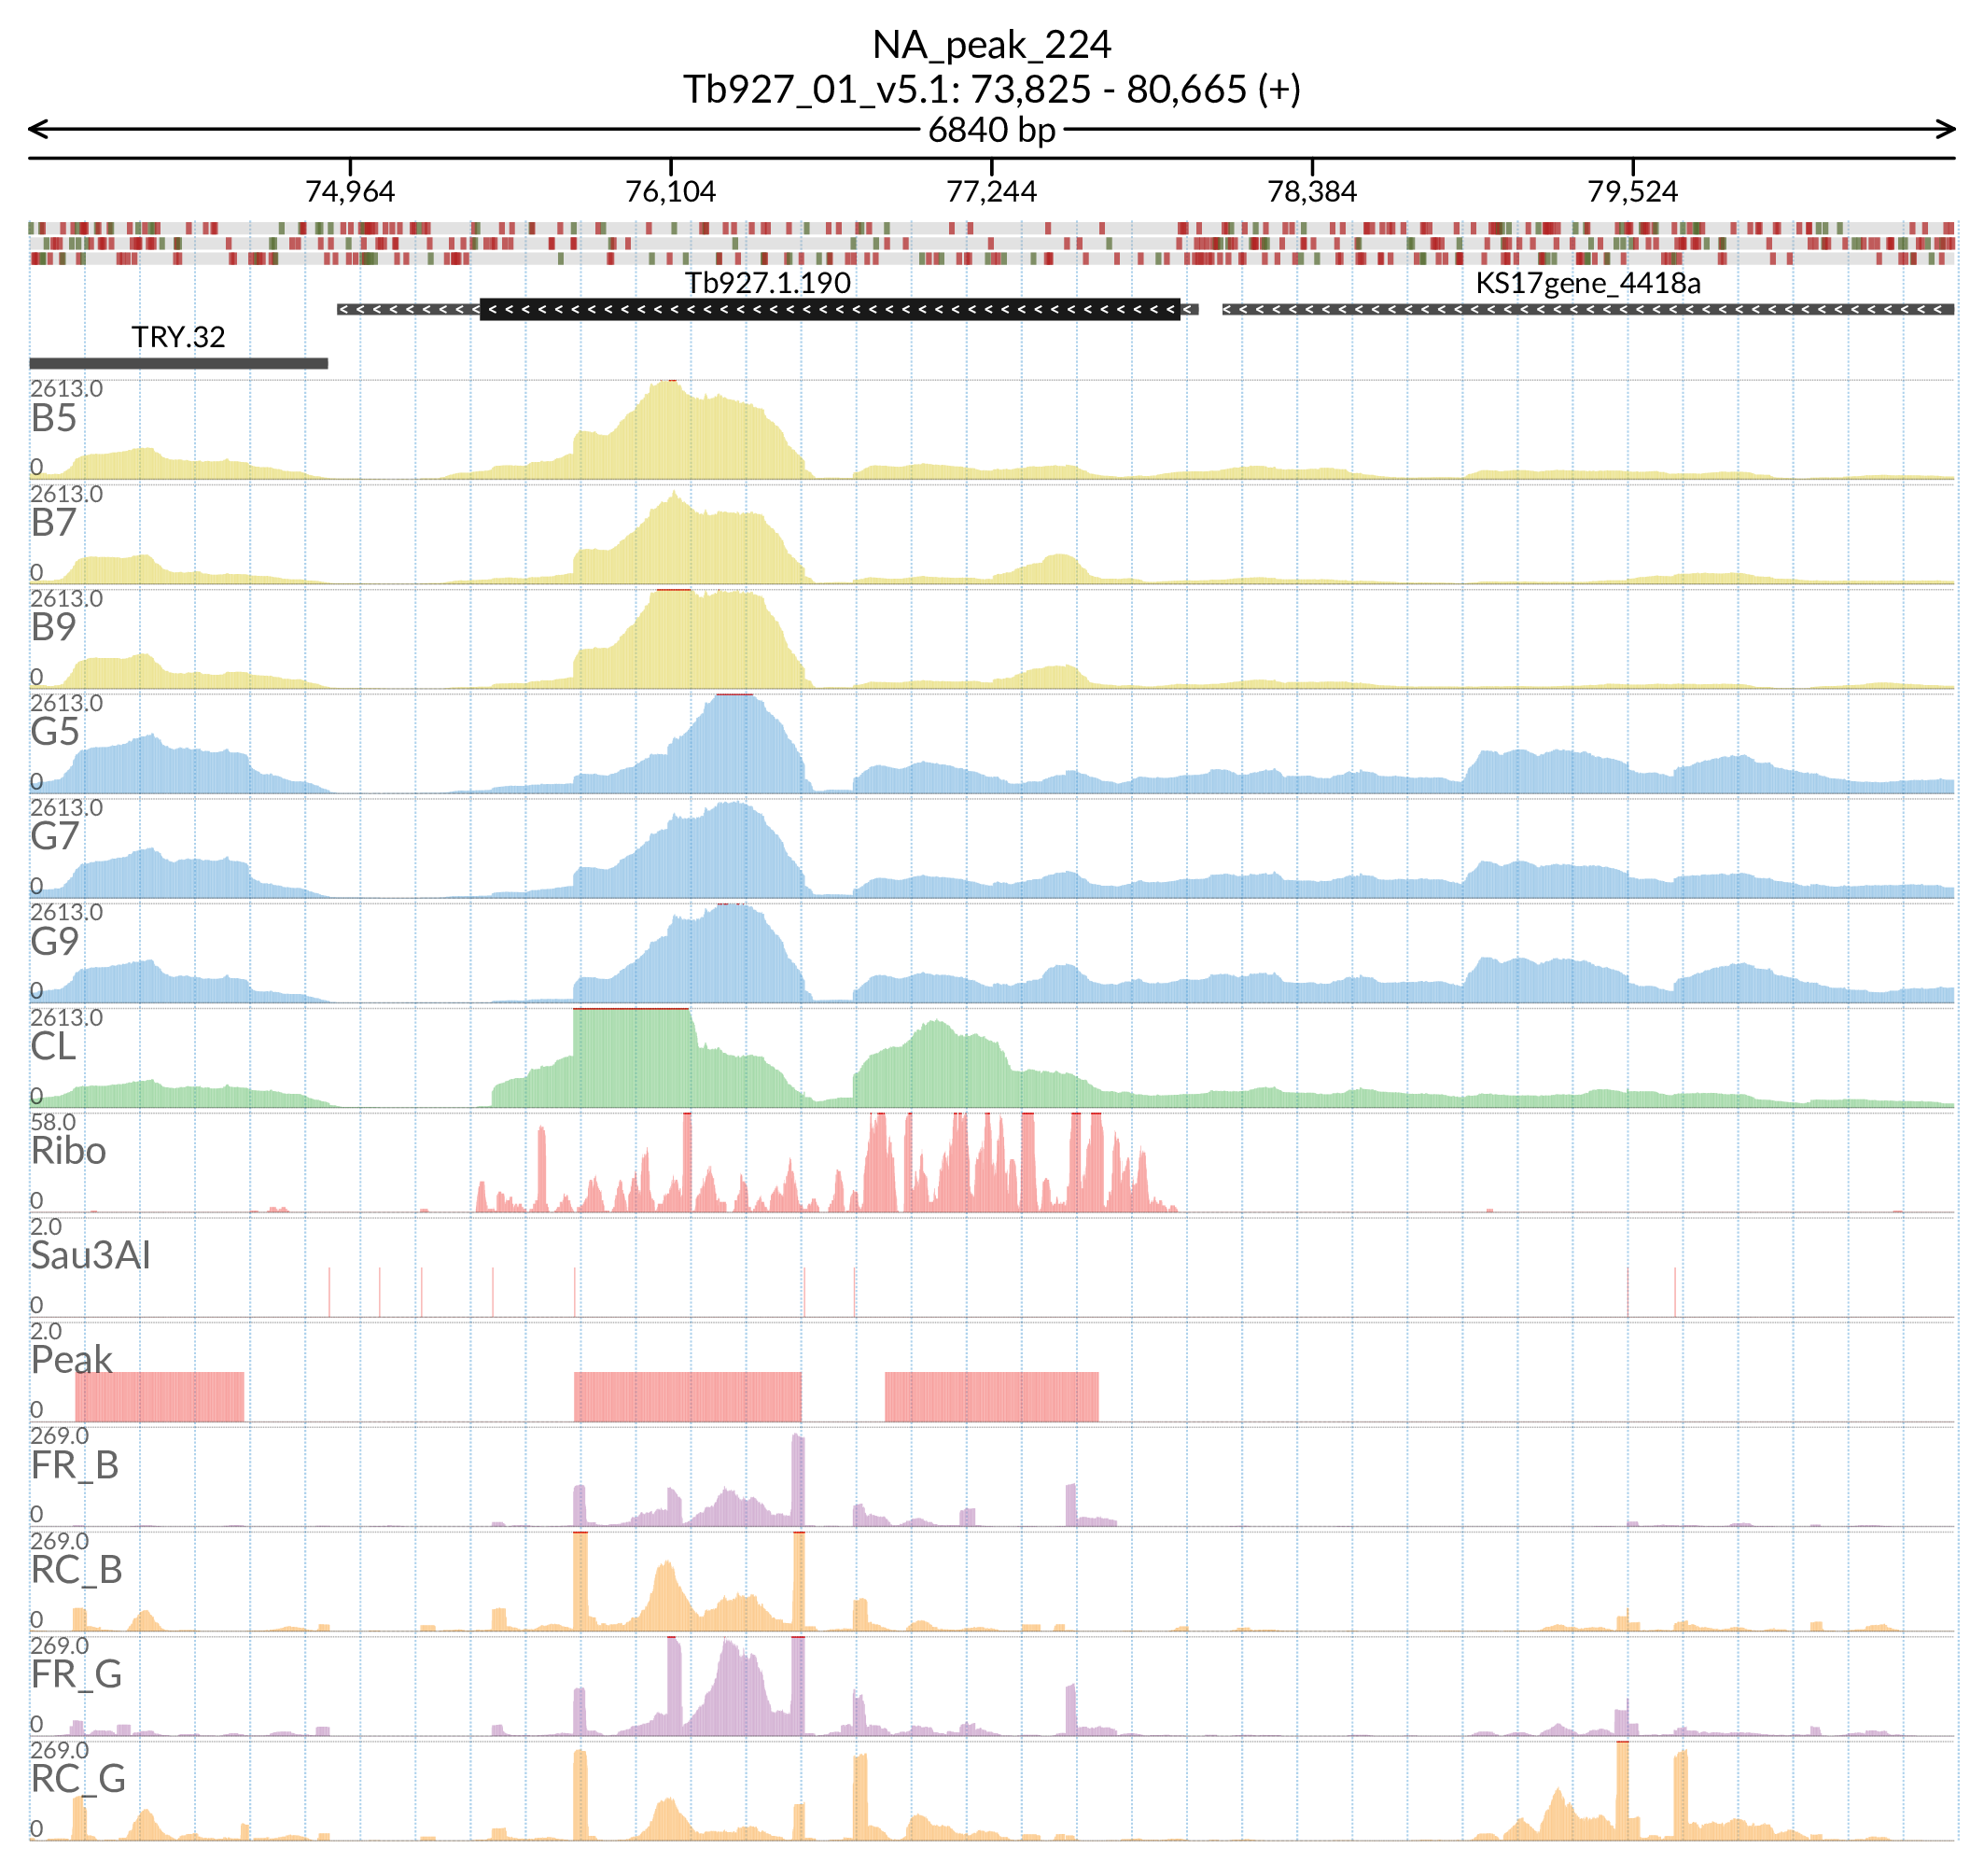 NA_peak_224
Tb927_01_v5.1: 73,825 - 80,665 (+)
6840 bp
74,964 76,104 77,244 78,384 79,524
Tb927.1.190 KS17gene_4418a
TRY.32
2613.0
B5
0
2613.0
B7
0
2613.0
B9
0
2613.0
G5
0
2613.0
G7
0
2613.0
G9
0
2613.0
CL
0
58.0
Ribo
0
2.0
Sau3AI
0
2.0
Peak
0
269.0
FR_B
0
269.0
RC_B
0
269.0
FR_G
0
269.0
RC_G
0